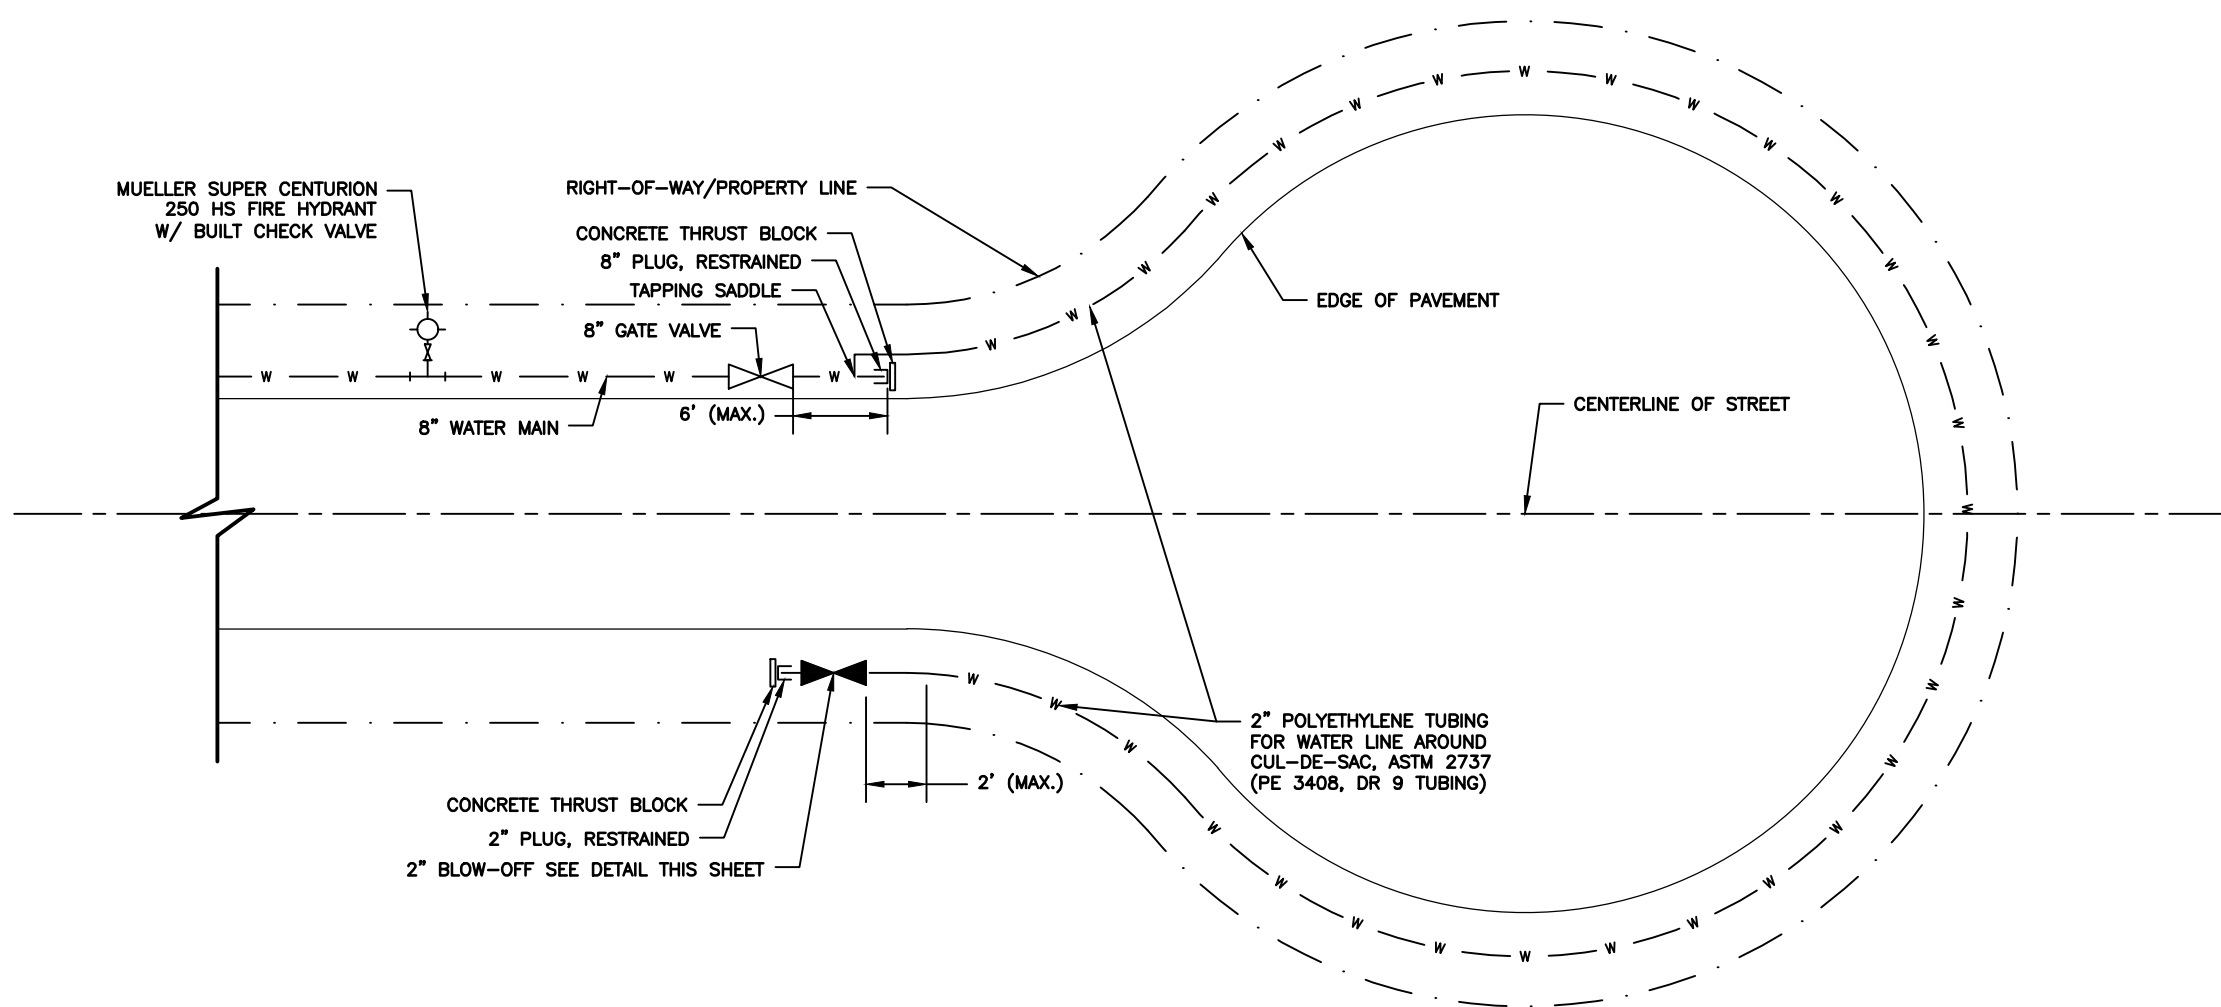 MUELLER SUPER CENTURION
250 HS FIRE HYDRANT
W/ BUILT CHECK VALVE
RIGHT-OF-WAY/PROPERTY LINE
CONCRETE THRUST BLOCK
8" PLUG, RESTRAINED
TAPPING SADDLE
8" GATE VALVE
EDGE OF PAVEMENT
W W W W W W
8" WATER MAIN
6' (MAX.)
CENTERLINE OF STREET
W W W W W W W W W W W W W W W W W W W W W W W W W W W W W W W
2" POLYETHYLENE TUBING
FOR WATER LINE AROUND
CUL-DE-SAC, ASTM 2737
(PE 3408, DR 9 TUBING)
2' (MAX.)
CONCRETE THRUST BLOCK
2" PLUG, RESTRAINED
2" BLOW-OFF SEE DETAIL THIS SHEET